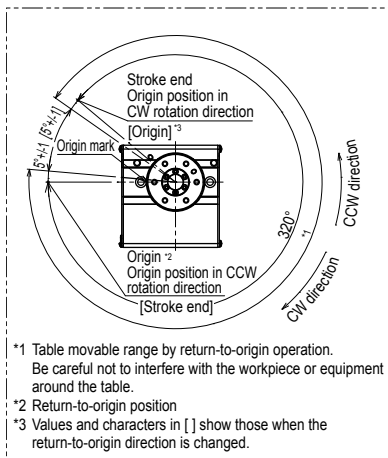 Stroke end
Origin position in
CW rotation direction
[Origin] *3
5°+/-1 [5°+/-1]
Origin mark
CCW direction
320°
*1
CW direction
Origin *2
Origin position in CCW
rotation direction
[Stroke end]
*1 Table movable range by return-to-origin operation.
Be careful not to interfere with the workpiece or equipment
around the table.
*2 Return-to-origin position
*3 Values and characters in [ ] show those when the
return-to-origin direction is changed.